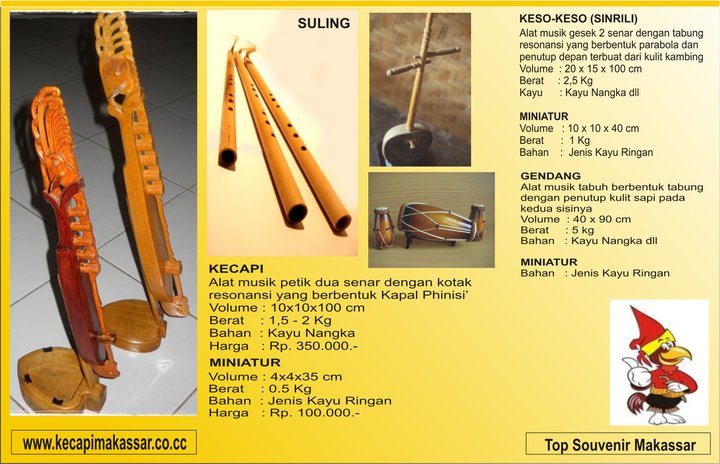 SULING
KECAPI
Alat musik petik dua senar dengan kotak
resonansi yang berbentuk Kapal Phinisi’
Volume : 10x10x100 cm
Berat : 1,5 - 2 Kg
Bahan : Kayu Nangka
Harga : Rp. 350.000.-
MINIATUR
Volume : 4x4x35 cm
Berat : 0.5 Kg
Bahan : Jenis Kayu Ringan
Harga : Rp. 100.000.-
KESO-KESO (SINRILI)
Alat musik gesek 2 senar dengan tabung
resonansi yang berbentuk parabola dan
penutup depan terbuat dari kulit kambing
Volume : 20 x 15 x 100 cm
Berat : 2,5 Kg
Kayu : Kayu Nangka dll
MINIATUR
Volume : 10 x 10 x 40 cm
Berat : 1 Kg
Bahan : Jenis Kayu Ringan
GENDANG
Alat musik tabuh berbentuk tabung
dengan penutup kulit sapi pada
kedua sisinya
Volume : 40 x 90 cm
Berat : 5 kg
Bahan : Kayu Nangka dll
MINIATUR
Bahan : Jenis Kayu Ringan
www.kecapimakassar.co.cc
Top Souvenir Makassar